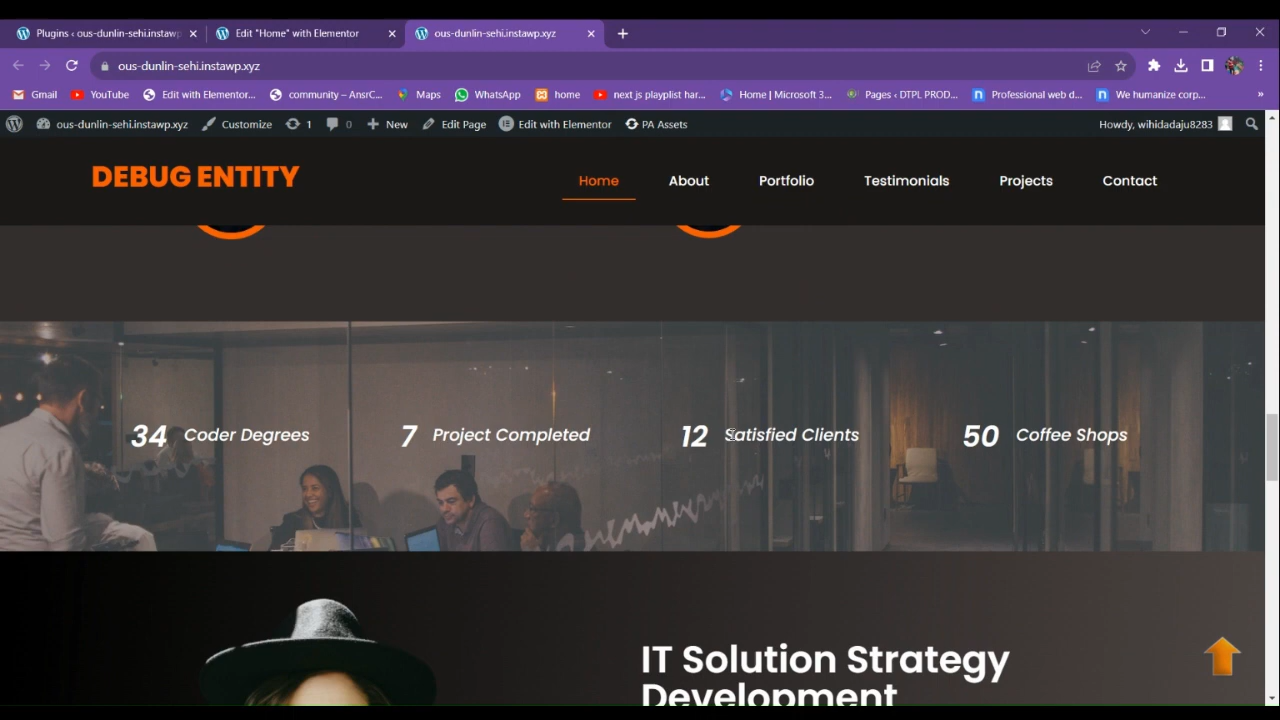 Plugins ‹ ous-dunlin-sehi.instawp
Edit "Home" with Elementor
ous-dunlin-sehi.instawp.xyz
ous-dunlin-sehi.instawp.xyz
Gmail YouTube Edit with Elementor... community – AnsrC... Maps WhatsApp home next js playplist har... Home | Microsoft 3... Pages ‹ DTPL PROD... Professional web d... We humanize corp... »
ous-dunlin-sehi.instawp.xyz Customize 1 0 New Edit Page Edit with Elementor PA Assets Howdy, wihidadaju8283
DEBUG ENTITY Home About Portfolio Testimonials Projects Contact
34 Coder Degrees 7 Project Completed 12 Satisfied Clients 50 Coffee Shops
IT Solution Strategy
Development